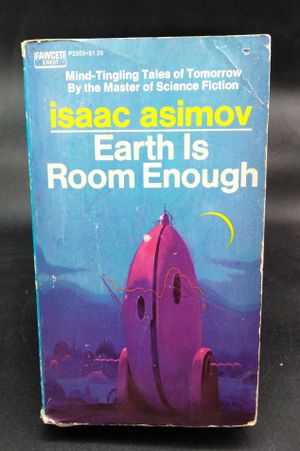 FAWCETT
CREST
P2303•$1.25
Mind-Tingling Tales of Tomorrow
By the Master of Science Fiction
isaac asimov
Earth Is
Room Enough